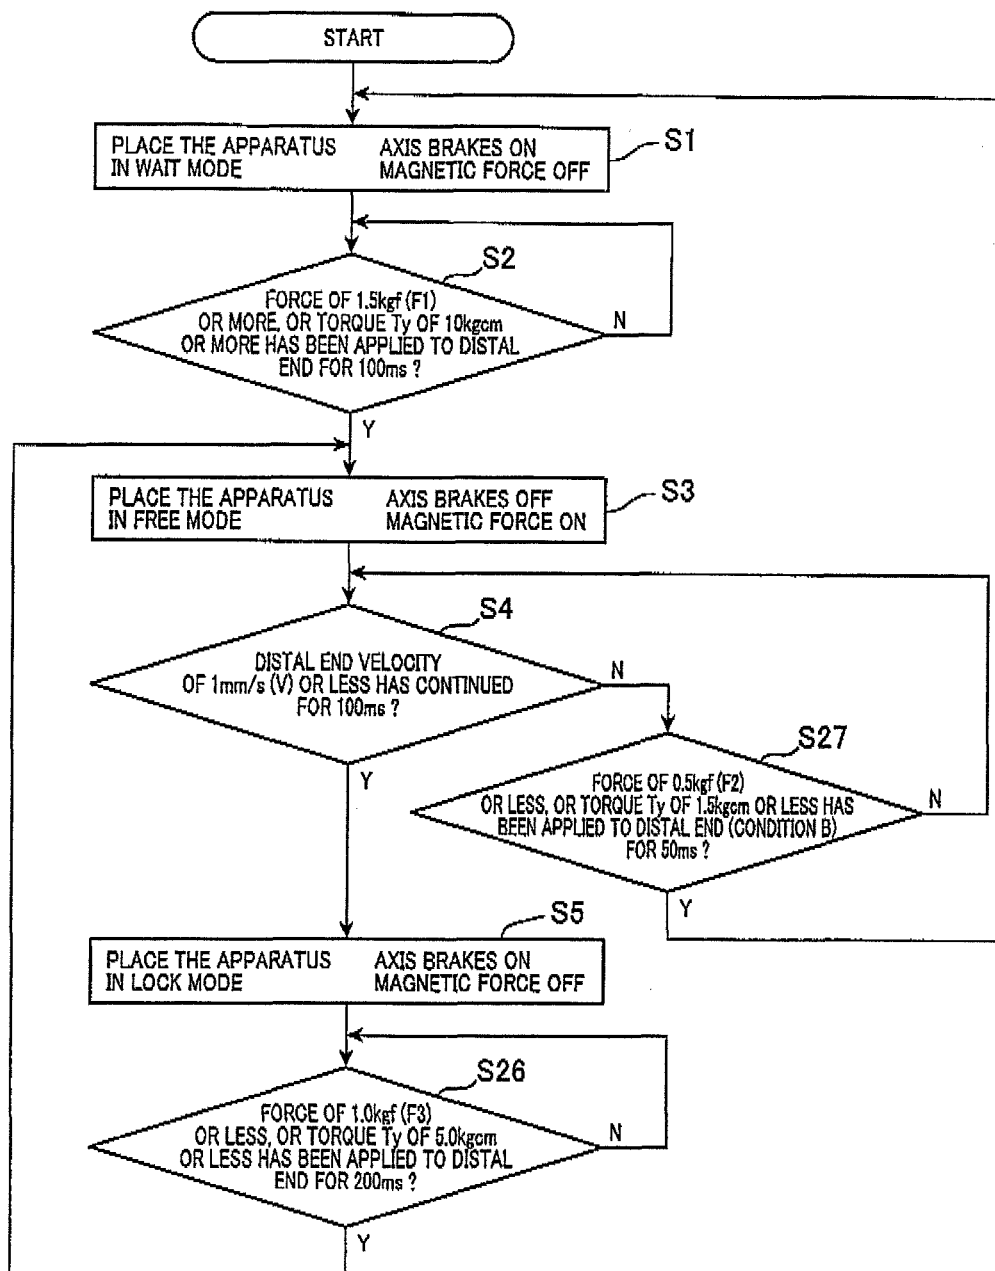 START
PLACE THE APPARATUS AXIS BRAKES ON
IN WAIT MODE MAGNETIC FORCE OFF
S1
S2
FORCE OF 1.5kgf (F1)
OR MORE, OR TORQUE Ty OF 10kgcm
OR MORE HAS BEEN APPLIED TO DISTAL
END FOR 100ms ?
N
Y
PLACE THE APPARATUS AXIS BRAKES OFF
IN FREE MODE MAGNETIC FORCE ON
S3
S4
DISTAL END VELOCITY
OF 1mm/s (V) OR LESS HAS CONTINUED
FOR 100ms ?
N
Y
S27
FORCE OF 0.5kgf (F2)
OR LESS, OR TORQUE Ty OF 1.5kgcm OR LESS HAS
BEEN APPLIED TO DISTAL END (CONDITION B)
FOR 50ms ?
N
Y
S5
PLACE THE APPARATUS AXIS BRAKES ON
IN LOCK MODE MAGNETIC FORCE OFF
S26
FORCE OF 1.0kgf (F3)
OR LESS, OR TORQUE Ty OF 5.0kgcm
OR LESS HAS BEEN APPLIED TO DISTAL
END FOR 200ms ?
N
Y